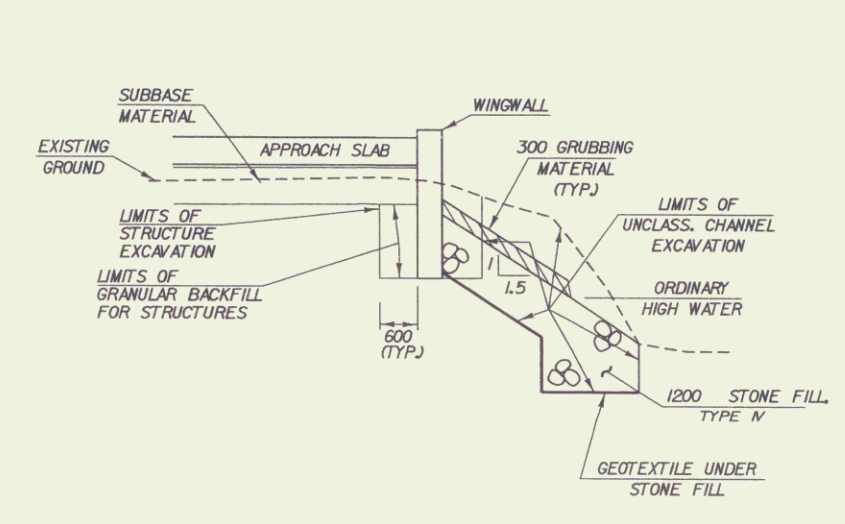 SUBBASE
MATERIAL
WINGWALL
EXISTING
GROUND
APPROACH SLAB
300 GRUBBING
MATERIAL
(TYP.)
LIMITS OF
STRUCTURE
EXCAVATION
LIMITS OF
UNCLASS. CHANNEL
EXCAVATION
LIMITS OF
GRANULAR BACKFILL
FOR STRUCTURES
1
1.5
ORDINARY
HIGH WATER
600
(TYP.)
1200 STONE FILL.
TYPE IV
GEOTEXTILE UNDER
STONE FILL